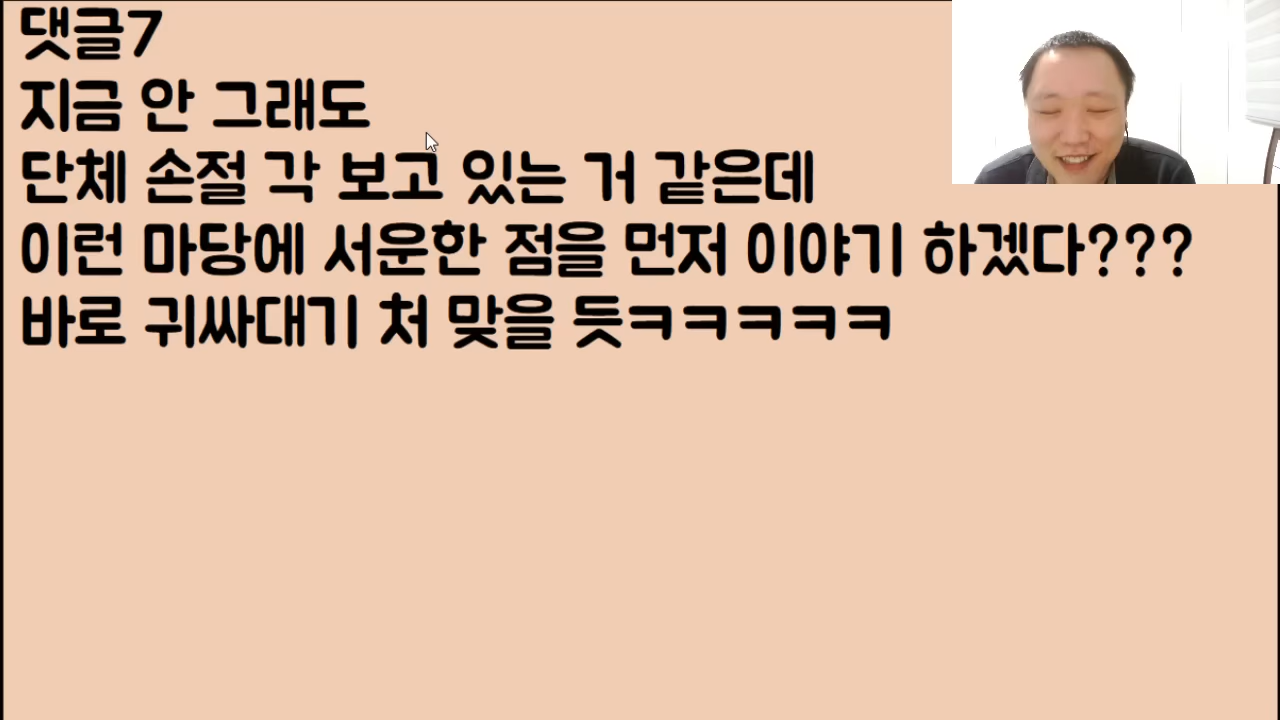 댓글7
지금 안 그래도
단체 손절 각 보고 있는 거 같은데
이런 마당에 서운한 점을 먼저 이야기 하겠다???
바로 귀싸대기 처 맞을 듯ㅋㅋㅋㅋㅋ